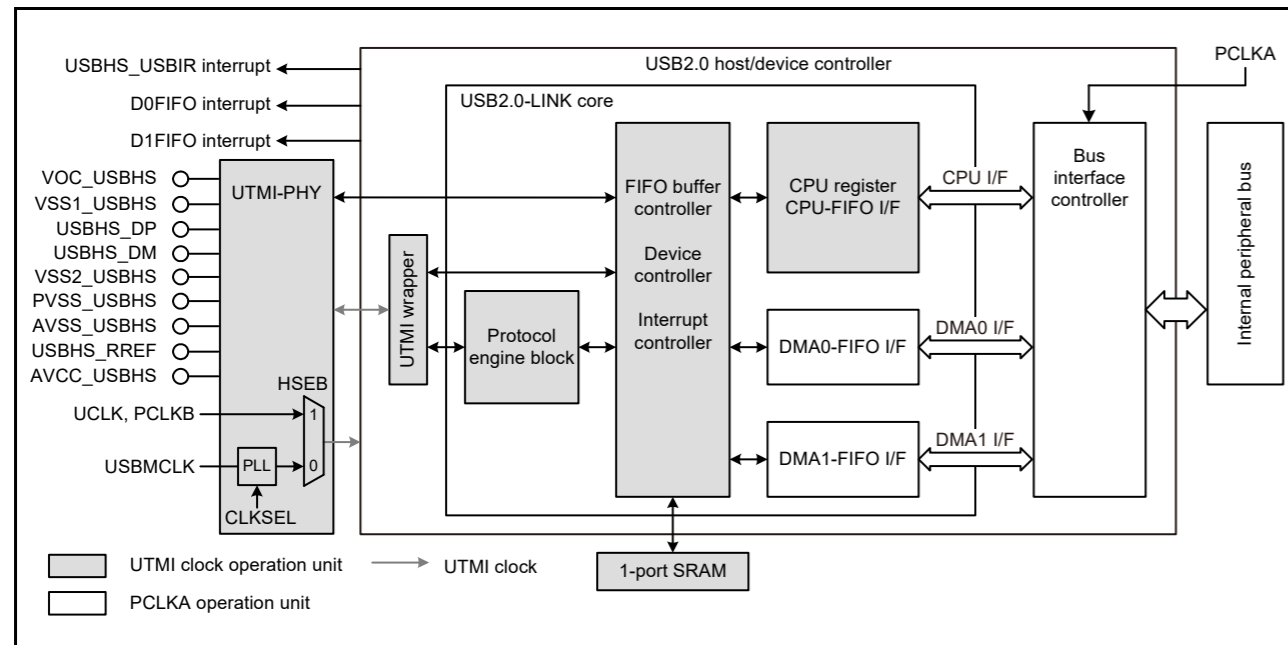 USBHS_USBIR interrupt
D0FIFO interrupt
D1FIFO interrupt
USB2.0 host/device controller
PCLKA
USB2.0-LINK core
VOC_USBHS
VSS1_USBHS
USBHS_DP
USBHS_DM
VSS2_USBHS
PVSS_USBHS
AVSS_USBHS
USBHS_RREF
AVCC_USBHS
UCLK, PCLKB
USBMCLK
UTMI-PHY
HSEB
1
0
PLL
CLKSEL
UTMI wrapper
Protocol
engine block
FIFO buffer
controller
Device
controller
Interrupt
controller
CPU register
CPU-FIFO I/F
DMA0-FIFO I/F
DMA1-FIFO I/F
CPU I/F
DMA0 I/F
DMA1 I/F
Bus
interface
controller
Internal peripheral bus
1-port SRAM
UTMI clock operation unit
UTMI clock
PCLKA operation unit